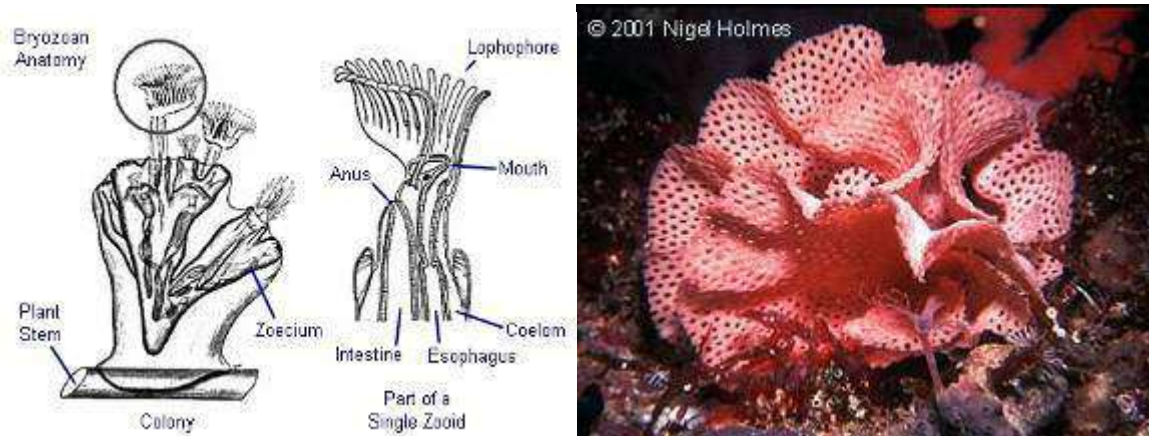 Bryozoan
Anatomy
Lophophore
Mouth
Anus
Plant
Stem
Zoecium
Coelom
Intestine
Esophagus
Colony
Part of a
Single Zooid
© 2001 Nigel Holmes